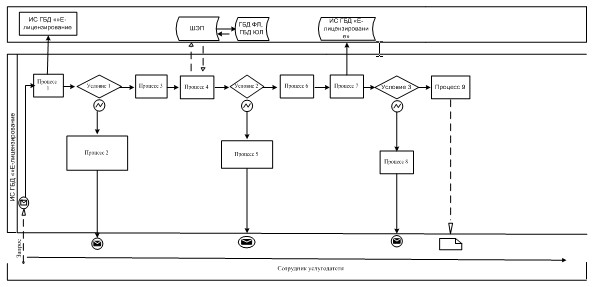 ИС ГБД ««Е-
лицензирование
ШЭП
ГБД ФЛ,
ГБД ЮЛ
ИС ГБД «Е-
лицензировани
е»
ИС ГБД ««Е-лицензирование
Процесс
1
Условие 1
Процесс 3
Процесс 4
Условие 2
Процесс 6
Процесс 7
Условие 3
Процесс 9
Процесс 2
Процесс 5
Процесс 8
Запрос
Сотрудник услугодателя